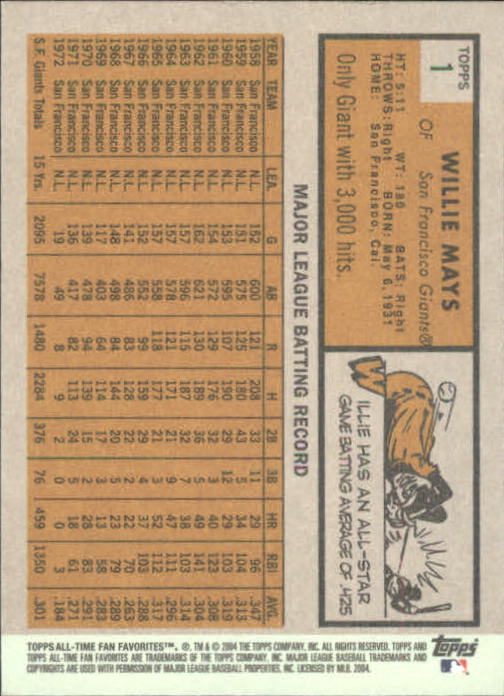 TOPPS
1
WILLIE MAYS
OF San Francisco Giants®
HT: 5:11 WT: 180 BATS: Right
THROWS: Right BORN: May 6, 1931
HOME: San Francisco, Cal.
Only Giant with 3,000 hits.
WILLIE HAS AN ALL-STAR
GAME BATTING AVERAGE OF .425
MAJOR LEAGUE BATTING RECORD
YEAR TEAM LEA. G AB R H 2B 3B HR RBI AVG.
1958 San Francisco N.L. 152 600 121 208 33 11 29 96 .347
1959 San Francisco N.L. 151 575 125 180 43 5 34 104 .313
1960 San Francisco N.L. 153 595 107 190 29 12 29 103 .319
1961 San Francisco N.L. 154 572 129 176 32 3 40 123 .308
1962 San Francisco N.L. 162 621 130 189 36 5 49 141 .304
1963 San Francisco N.L. 157 596 115 187 32 7 38 103 .314
1964 San Francisco N.L. 157 578 121 171 21 9 47 111 .296
1965 San Francisco N.L. 157 558 118 177 21 3 52 112 .317
1966 San Francisco N.L. 152 552 99 159 29 4 37 103 .288
1967 San Francisco N.L. 141 486 83 128 22 2 22 70 .263
1968 San Francisco N.L. 148 498 84 144 20 5 23 79 .289
1969 San Francisco N.L. 117 403 64 114 17 3 13 58 .283
1970 San Francisco N.L. 139 478 94 139 15 2 28 83 .291
1971 San Francisco N.L. 136 417 82 113 24 5 18 61 .271
1972 San Francisco N.L. 19 49 8 9 2 0 0 3 .184
S.F. Giants Totals 15 Yrs. 2095 7578 1480 2284 376 76 459 1350 .301
TOPPS ALL-TIME FAN FAVORITES™. ®, TM & © 2004 THE TOPPS COMPANY, INC. ALL RIGHTS RESERVED. TOPPS AND
TOPPS ALL-TIME FAN FAVORITES ARE TRADEMARKS OF THE TOPPS COMPANY, INC. MAJOR LEAGUE BASEBALL TRADEMARKS AND
COPYRIGHTS ARE USED WITH PERMISSION OF MAJOR LEAGUE BASEBALL PROPERTIES, INC. LICENSED BY MLB 2004.
Topps